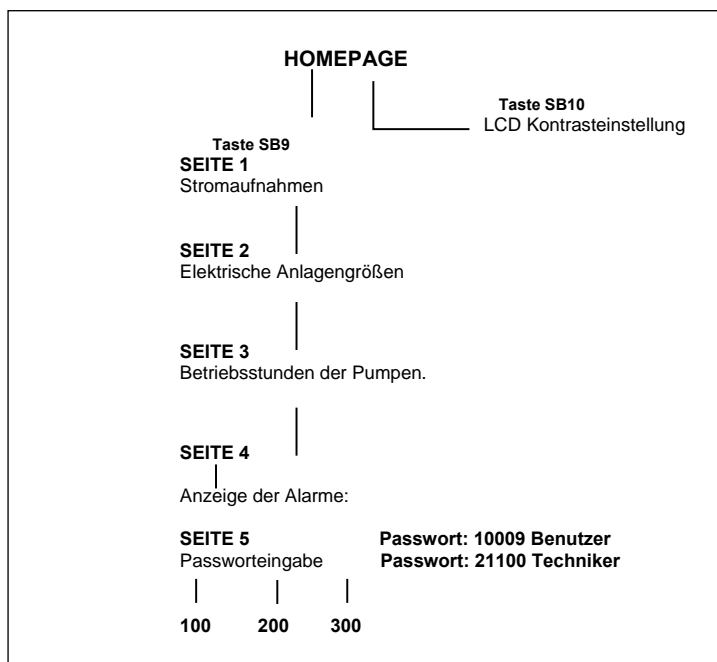 HOMEPAGE
Taste SB10
LCD Kontrasteinstellung
Taste SB9
SEITE 1
Stromaufnahmen
SEITE 2
Elektrische Anlagengrößen
SEITE 3
Betriebsstunden der Pumpen.
SEITE 4
Anzeige der Alarme:
SEITE 5 Passwort: 10009 Benutzer
Passworteingabe Passwort: 21100 Techniker
100 200 300